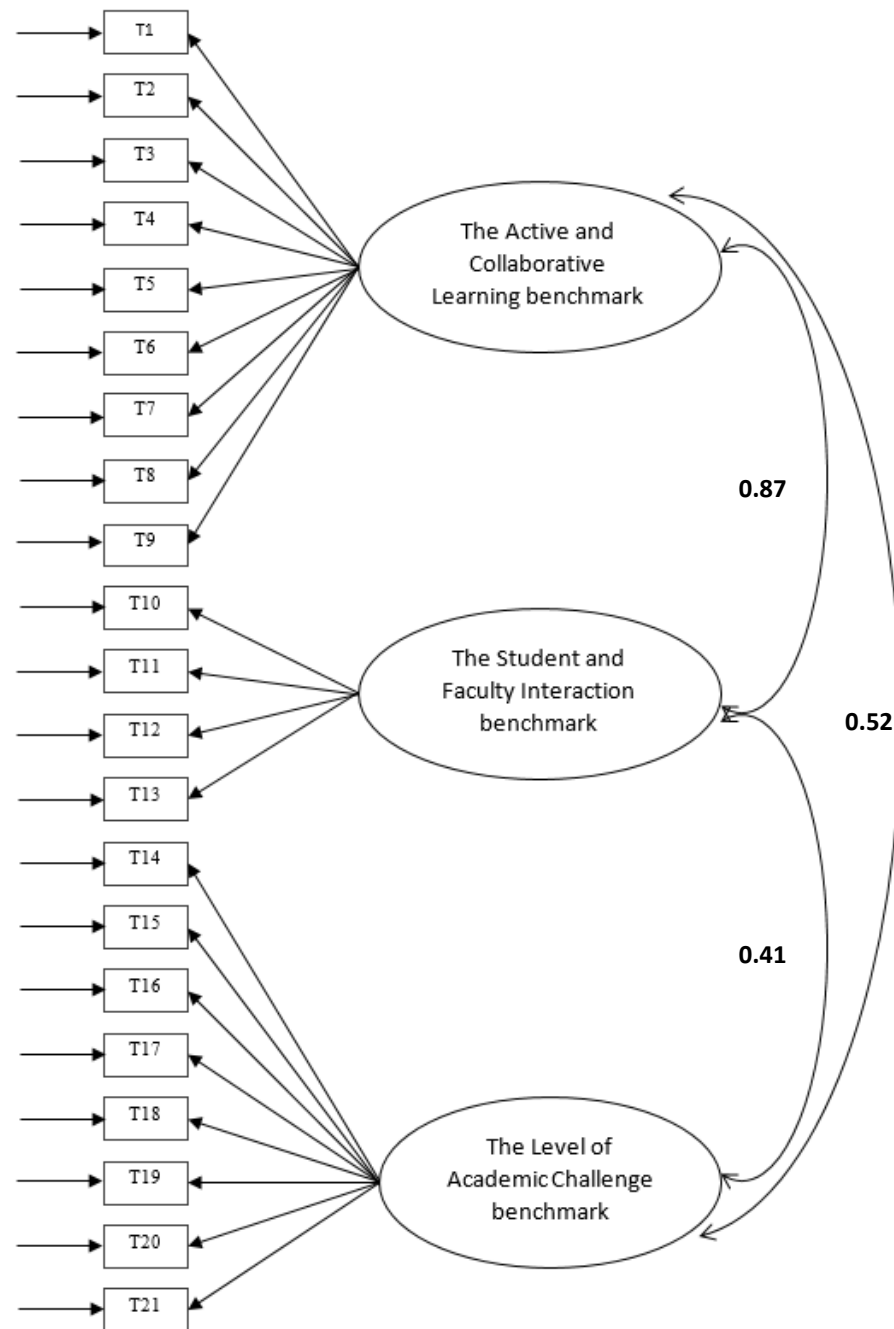 T1
T2
T3
T4
T5
T6
T7
T8
T9
T10
T11
T12
T13
T14
T15
T16
T17
T18
T19
T20
T21
The Active and
Collaborative
Learning benchmark
0.87
The Student and
Faculty Interaction
benchmark
0.52
0.41
The Level of
Academic Challenge
benchmark